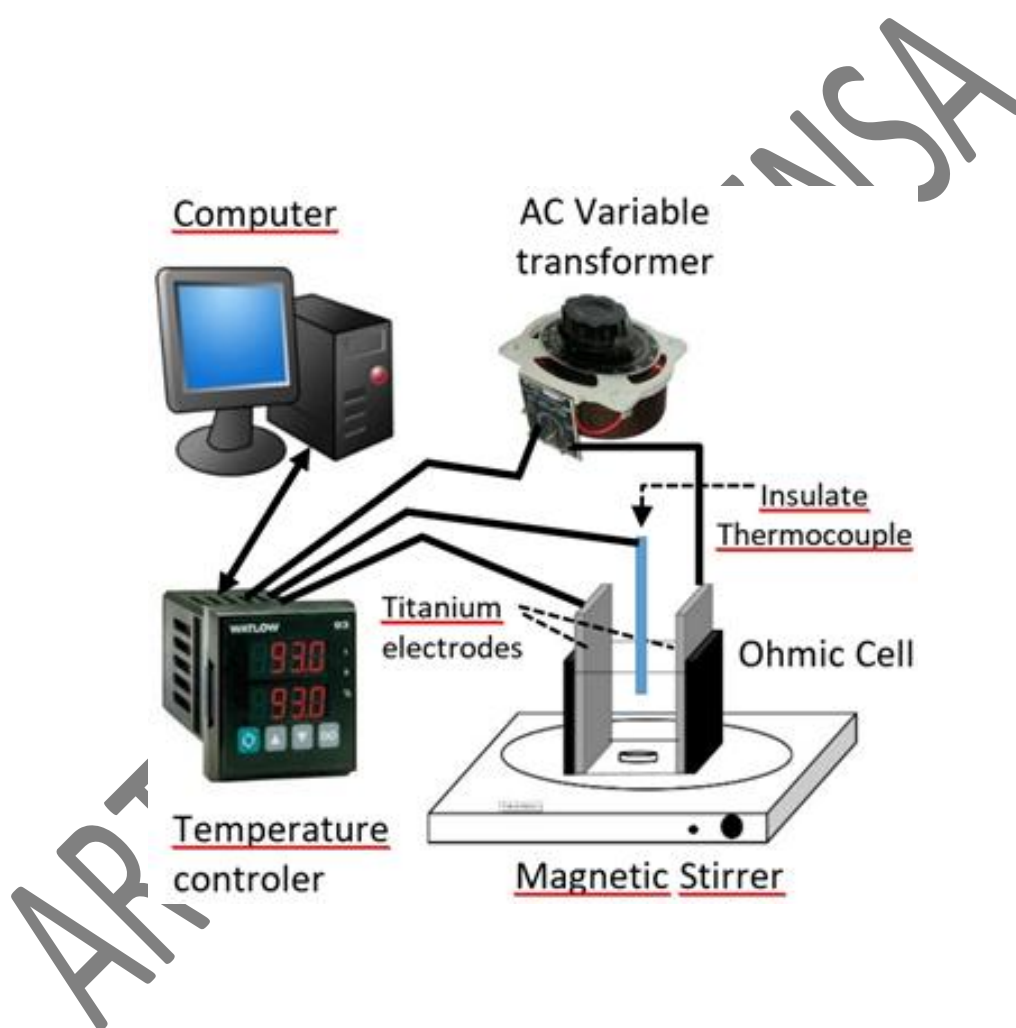 Computer
AC Variable
transformer
Insulate
Thermocouple
Titanium
electrodes
Ohmic Cell
WATLOW 93
93.0
93.0
Temperature
controler
Magnetic Stirrer